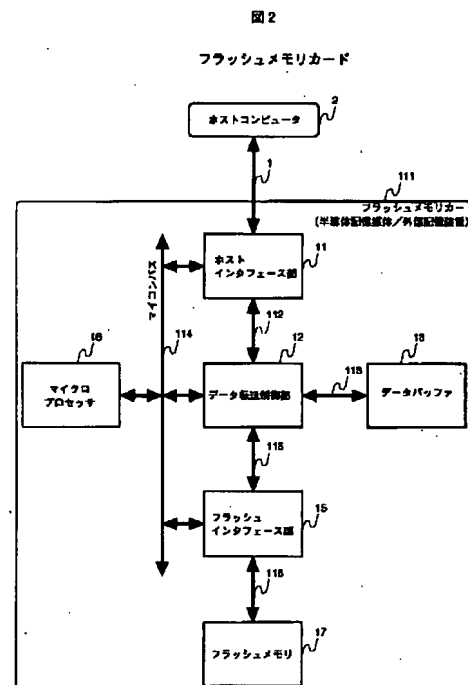 図2
フラッシュメモリカード
2
ホストコンピュータ
1
111
フラッシュメモリカード
(半導体記憶媒体/外部記憶装置)
ホスト
インタフェース部
11
マイコンバス
112
114
16
12
13
マイクロ
プロセッサ
データ転送制御部
113
データバッファ
115
フラッシュ
インタフェース部
15
116
17
フラッシュメモリ